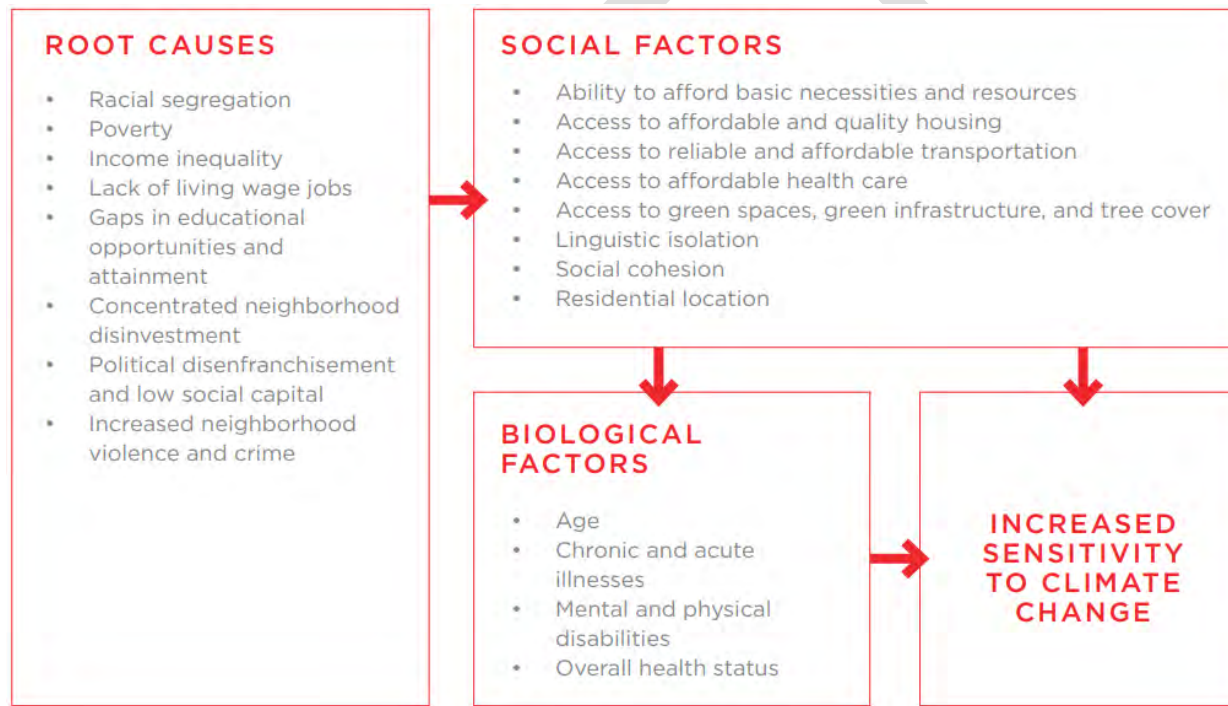 ROOT CAUSES
• Racial segregation
• Poverty
• Income inequality
• Lack of living wage jobs
• Gaps in educational
opportunities and
attainment
• Concentrated neighborhood
disinvestment
• Political disenfranchisement
and low social capital
• Increased neighborhood
violence and crime
SOCIAL FACTORS
• Ability to afford basic necessities and resources
• Access to affordable and quality housing
• Access to reliable and affordable transportation
• Access to affordable health care
• Access to green spaces, green infrastructure, and tree cover
• Linguistic isolation
• Social cohesion
• Residential location
BIOLOGICAL
FACTORS
• Age
• Chronic and acute
illnesses
• Mental and physical
disabilities
• Overall health status
INCREASED
SENSITIVITY
TO CLIMATE
CHANGE